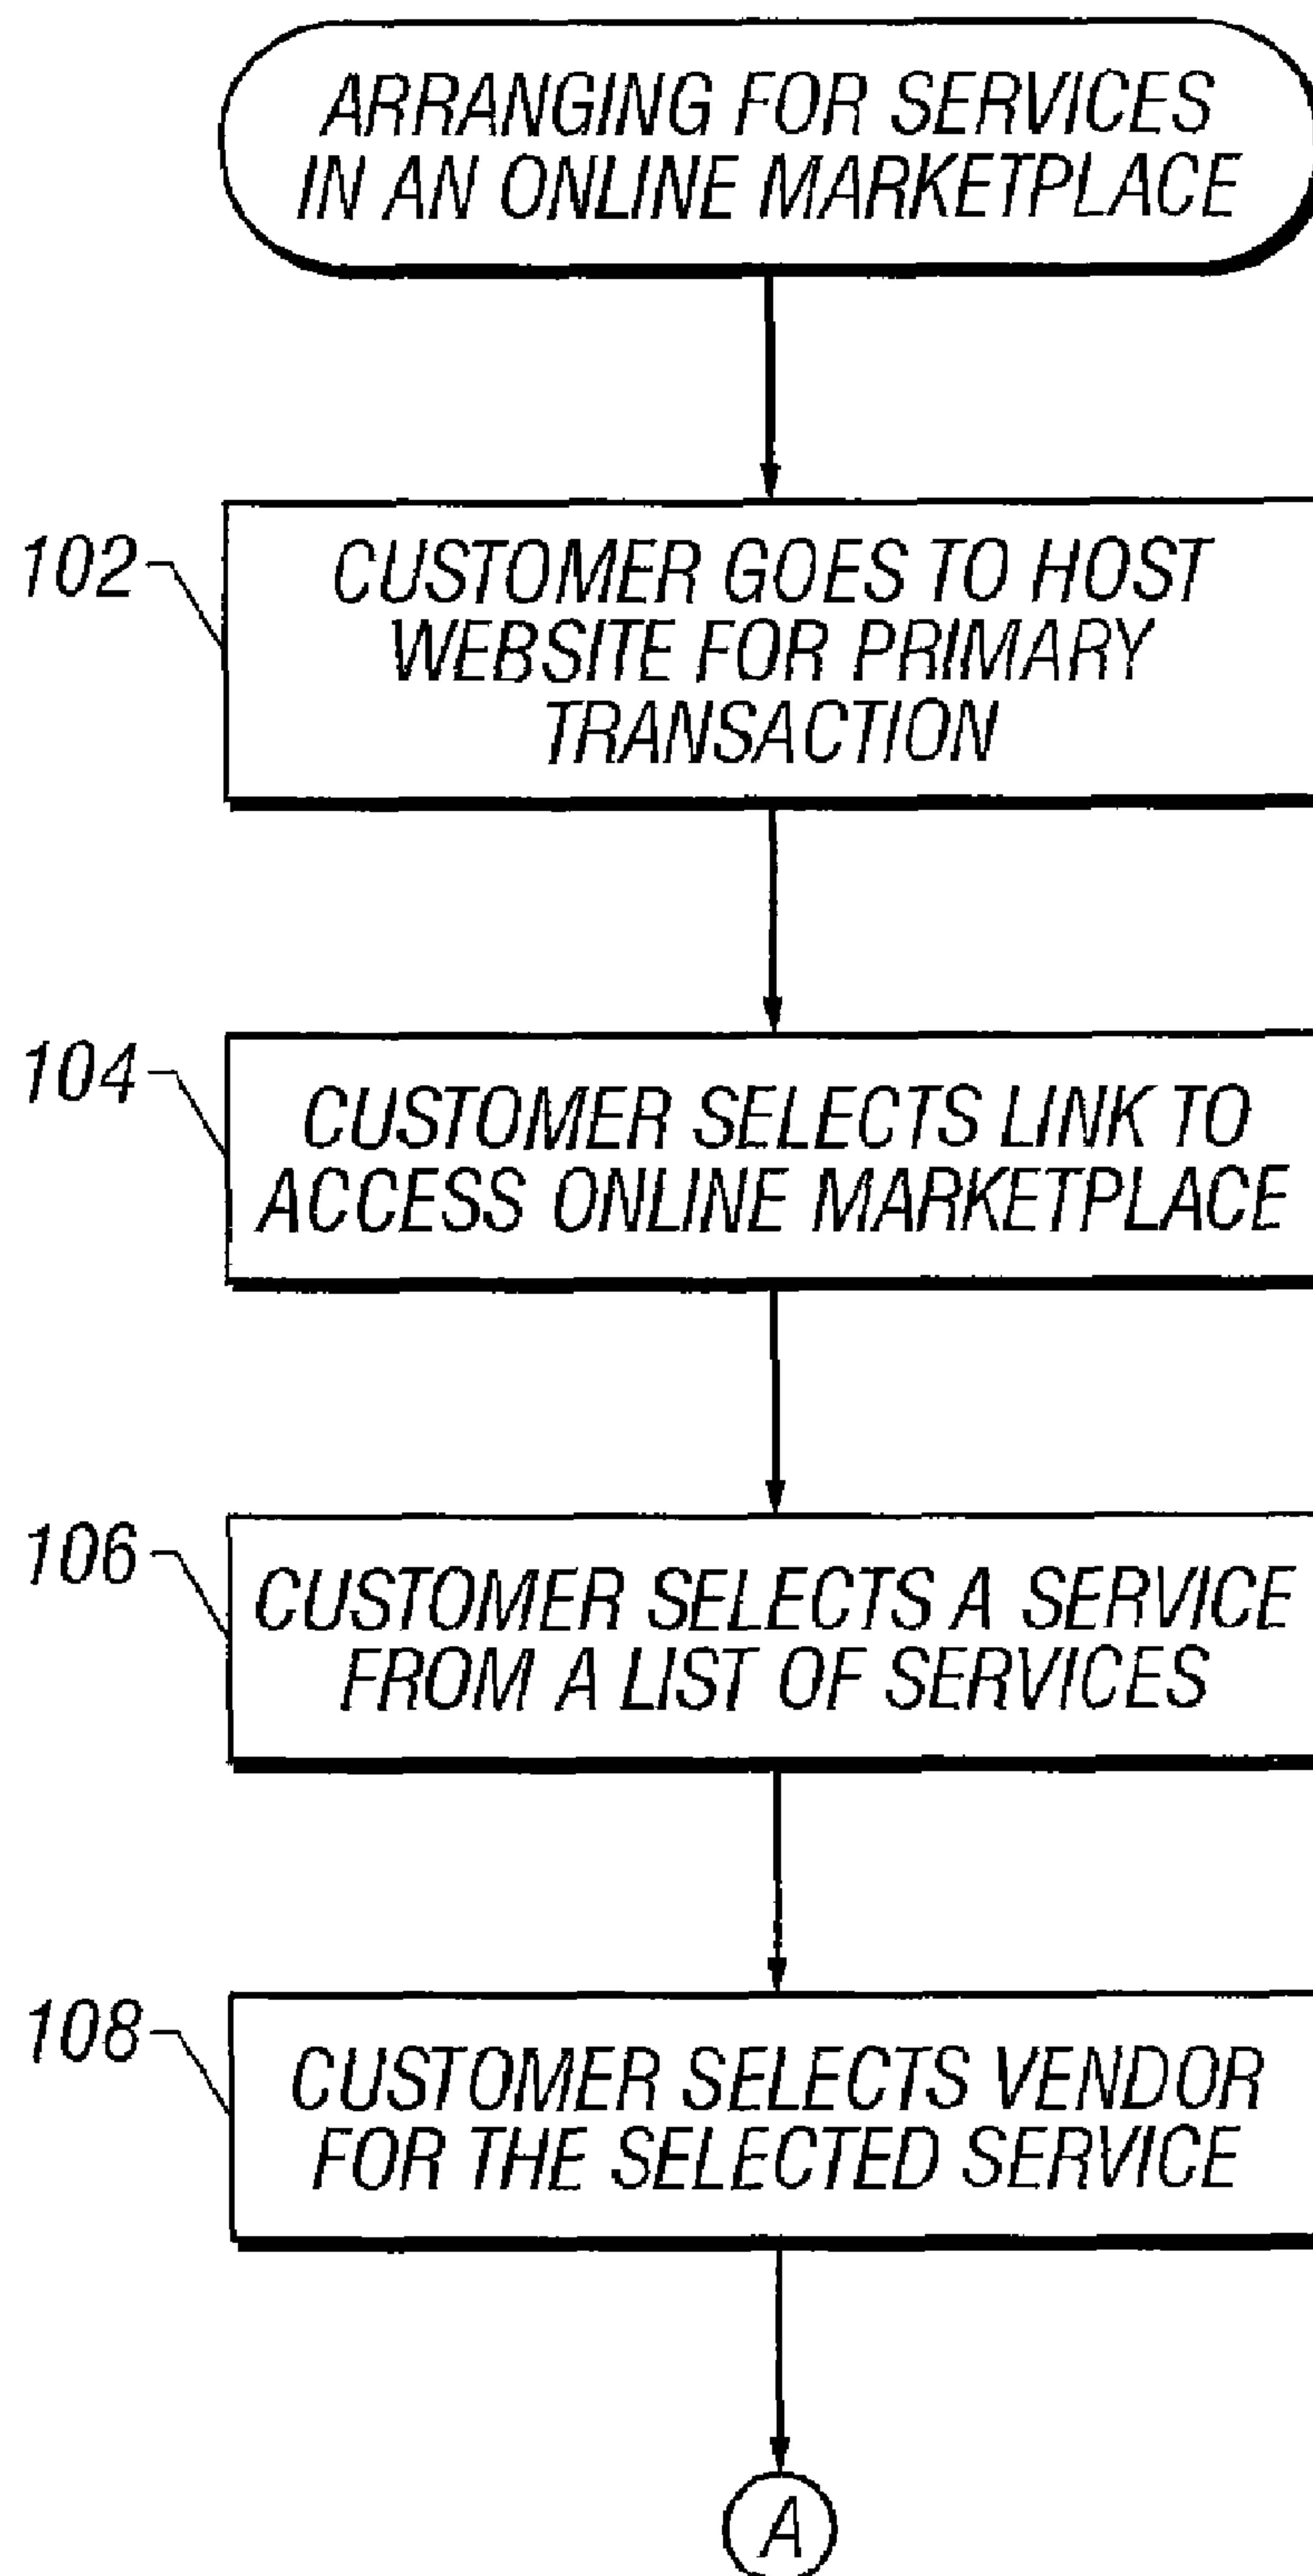 ARRANGING FOR SERVICES
IN AN ONLINE MARKETPLACE
102
CUSTOMER GOES TO HOST
WEBSITE FOR PRIMARY
TRANSACTION
104
CUSTOMER SELECTS LINK TO
ACCESS ONLINE MARKETPLACE
106
CUSTOMER SELECTS A SERVICE
FROM A LIST OF SERVICES
108
CUSTOMER SELECTS VENDOR
FOR THE SELECTED SERVICE
A